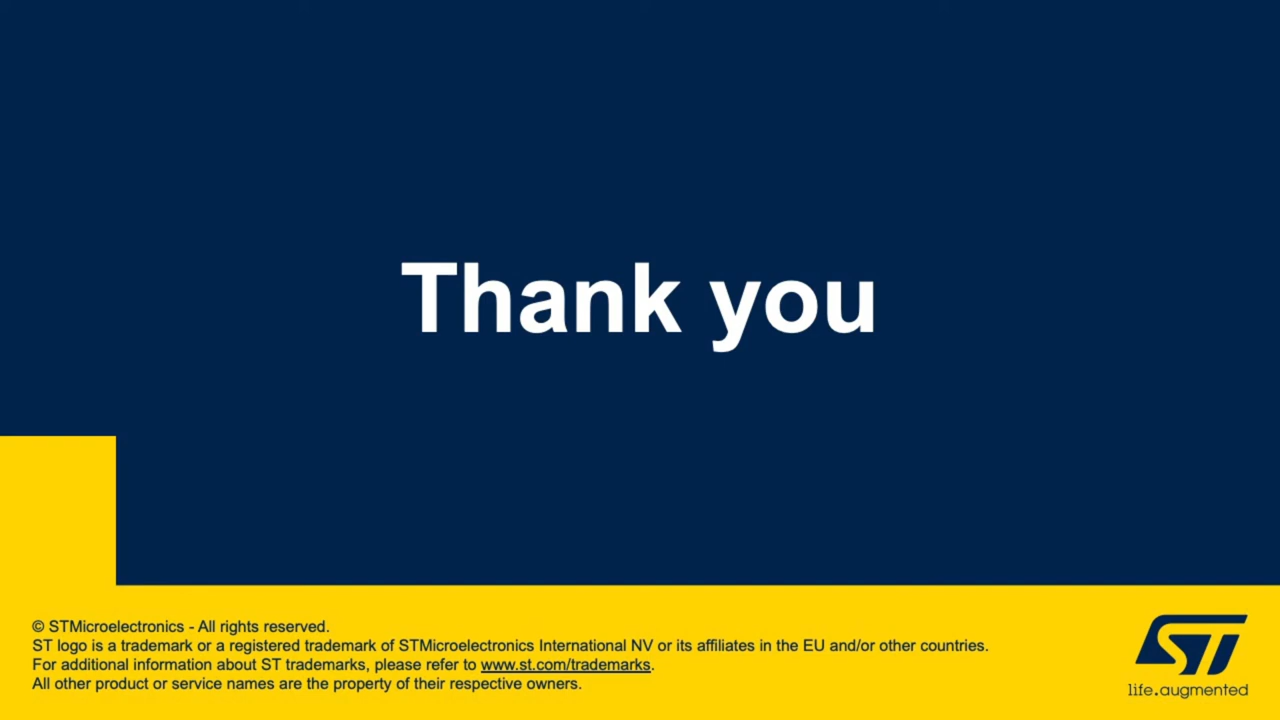 Thank you
© STMicroelectronics - All rights reserved.
ST logo is a trademark or a registered trademark of STMicroelectronics International NV or its affiliates in the EU and/or other countries.
For additional information about ST trademarks, please refer to www.st.com/trademarks.
All other product or service names are the property of their respective owners.
ST
life.augmented